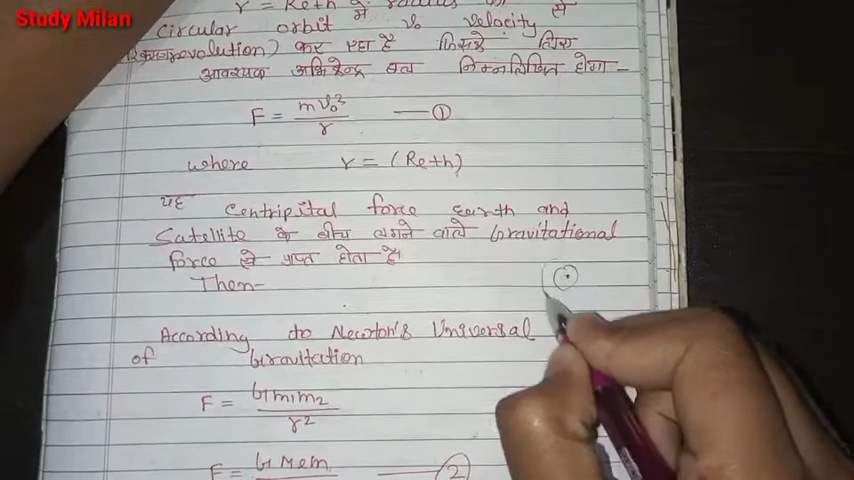 Study Milan
r = Re+h में radius
circular orbit में v₀ velocity से
revolution) कर रहा है जिसके लिए
आवश्यक अभिकेन्द्र बल निम्नलिखित होगा -
F = mv₀²/r —— ①
where r = (Re+h)
यह Centripital force Earth and
Satellite के बीच लगने वाले Gravitational
force से प्राप्त होता है।
Then-
According to Newton's Universal
of Gravitation
F = Gm₁m₂/r²
F = GMem —— ②